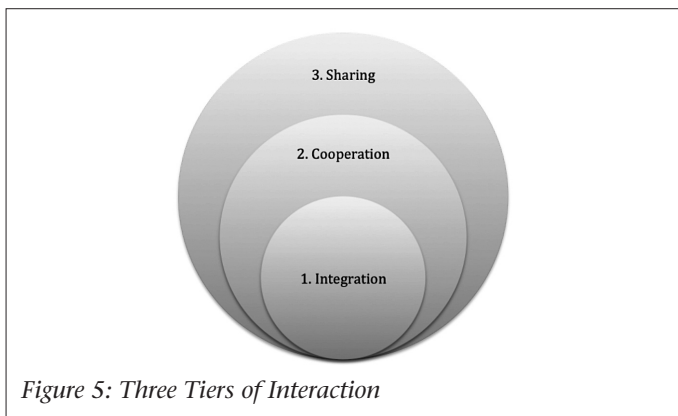 3. Sharing
2. Cooperation
1. Integration
Figure 5: Three Tiers of Interaction